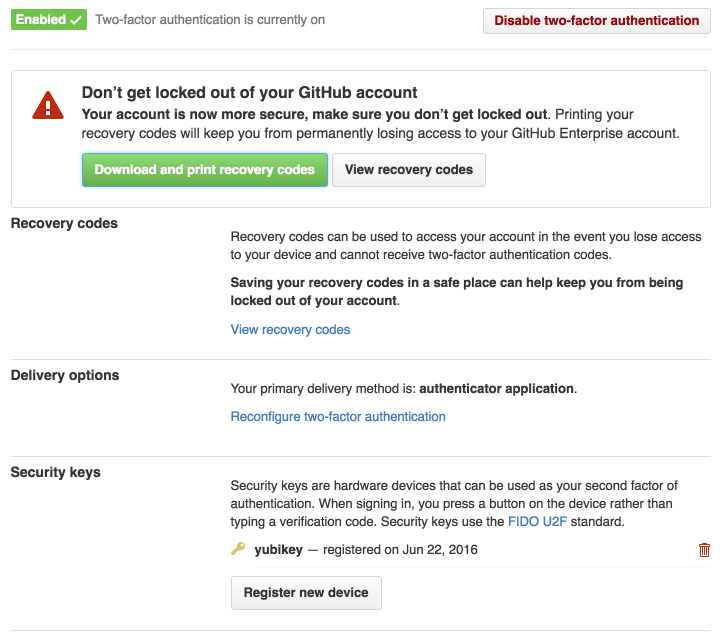 Enabled ✓ Two-factor authentication is currently on
Disable two-factor authentication
Don’t get locked out of your GitHub account
Your account is now more secure, make sure you don’t get locked out. Printing your
recovery codes will keep you from permanently losing access to your GitHub Enterprise account.
Download and print recovery codes
View recovery codes
Recovery codes
Recovery codes can be used to access your account in the event you lose access
to your device and cannot receive two-factor authentication codes.
Saving your recovery codes in a safe place can help keep you from being
locked out of your account.
View recovery codes
Delivery options
Your primary delivery method is: authenticator application.
Reconfigure two-factor authentication
Security keys
Security keys are hardware devices that can be used as your second factor of
authentication. When signing in, you press a button on the device rather than
typing a verification code. Security keys use the FIDO U2F standard.
yubikey — registered on Jun 22, 2016
Register new device